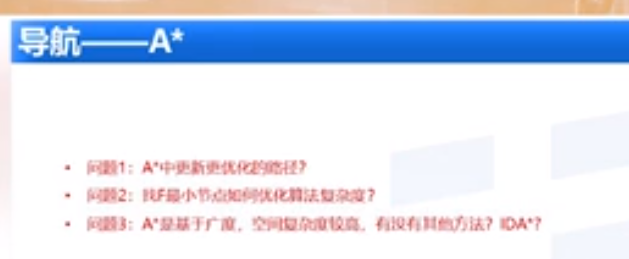 导航——A*
• 问题1：A*中更新更优化的路径？
• 问题2：找F最小节点如何优化算法复杂度？
• 问题3：A*是基于广度，空间复杂度较高，有没有其他方法？IDA*？